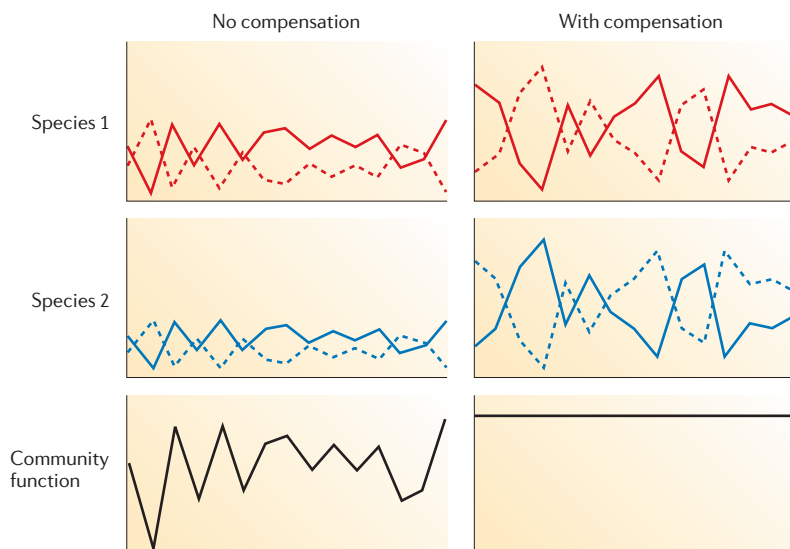 No compensation
With compensation
Species 1
Species 2
Community
function